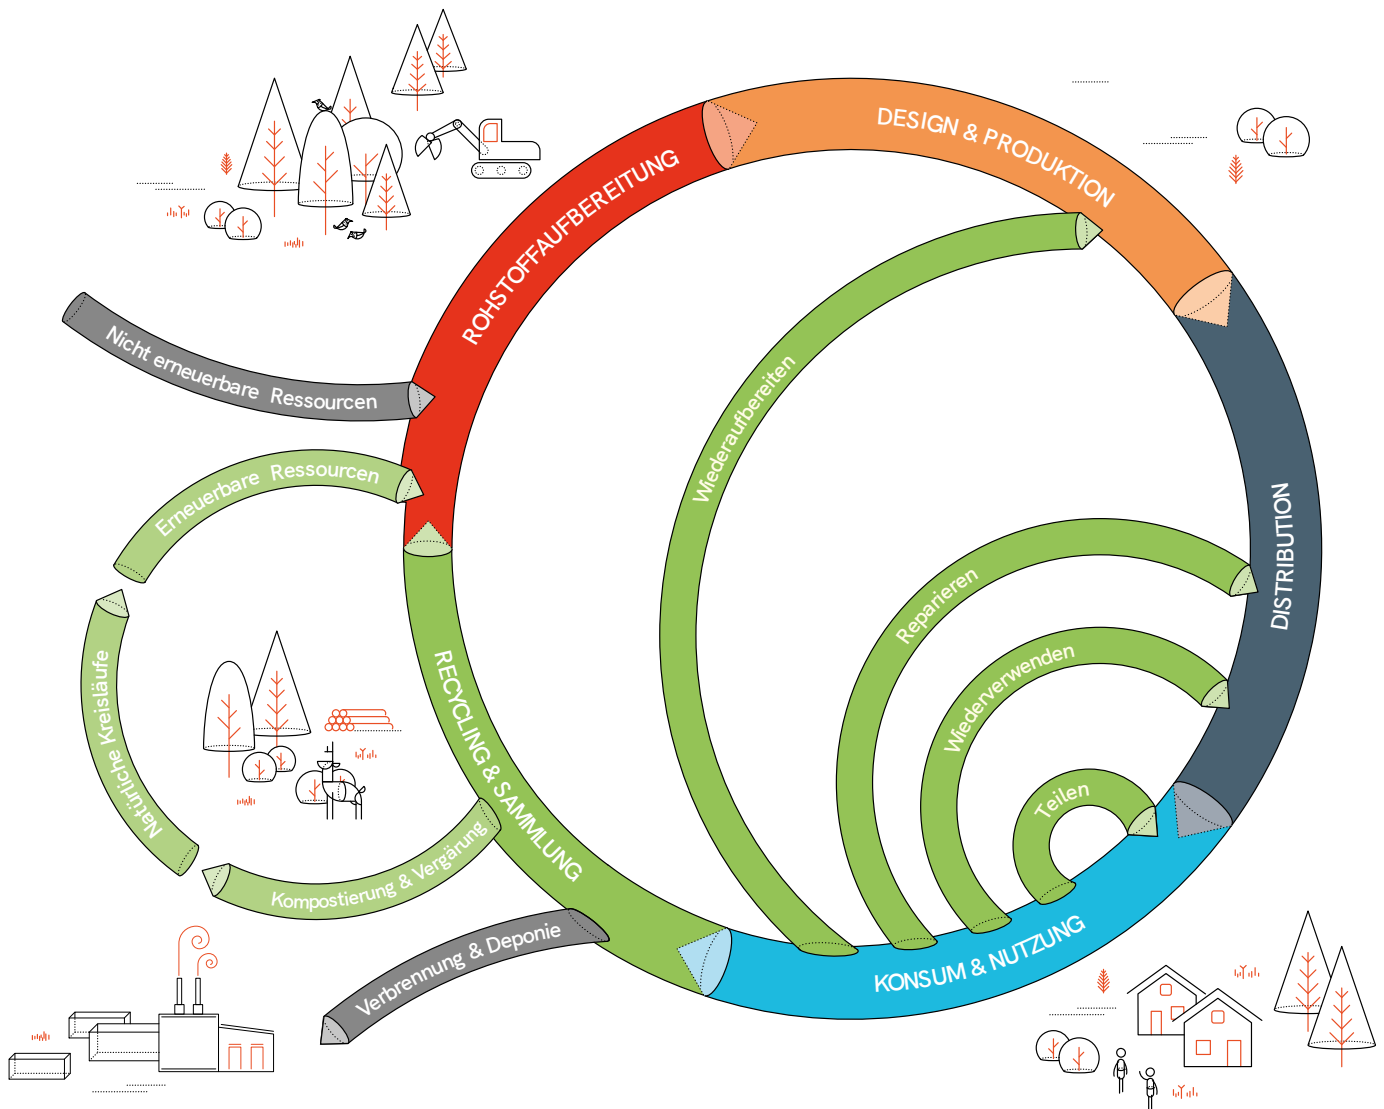 DESIGN & PRODUKTION
ROHSTOFFAUFBEREITUNG
Nicht erneuerbare Ressourcen
Wiederaufbereiten
Erneuerbare Ressourcen
DISTRIBUTION
Reparieren
Wiederverwenden
Natürliche Kreisläufe
RECYCLING & SAMMLUNG
Teilen
Kompostierung & Vergärung
Verbrennung & Deponie
KONSUM & NUTZUNG